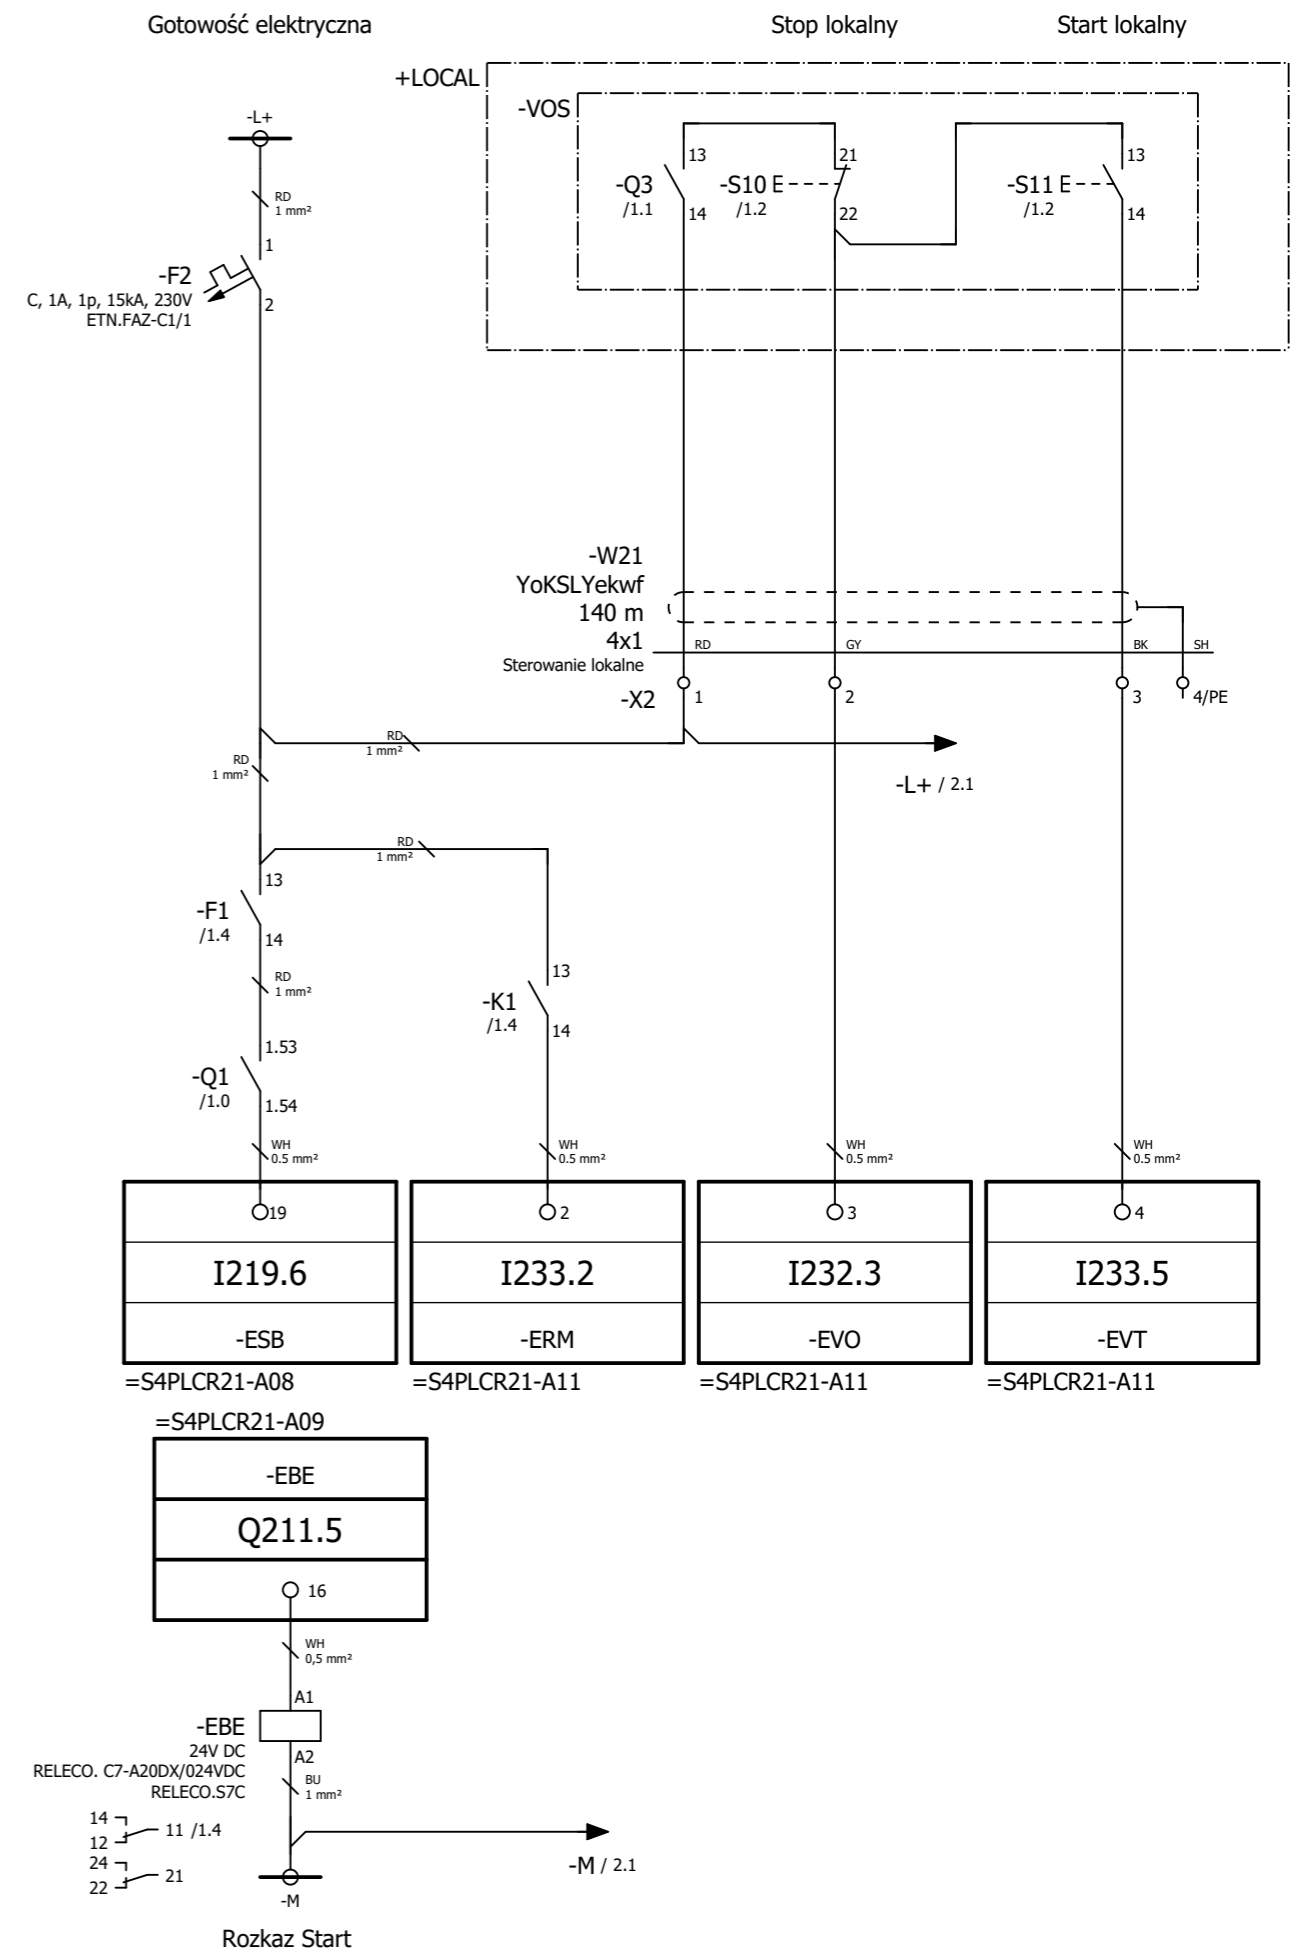 Gotowość elektryczna
Stop lokalny
Start lokalny
+LOCAL
-VOS
-L+
RD
1 mm²
1
-F2
C, 1A, 1p, 15kA, 230V
ETN.FAZ-C1/1
2
13
-Q3
/1.1
14
21
-S10 E
/1.2
22
13
-S11 E
/1.2
14
-W21
YoKSLYekwf
140 m
4x1
Sterowanie lokalne
RD
GY
BK
SH
-X2
1
2
3
4/PE
RD
1 mm²
RD
1 mm²
-L+ / 2.1
RD
1 mm²
13
-F1
/1.4
14
RD
1 mm²
13
-K1
/1.4
14
1.53
-Q1
/1.0
1.54
WH
0.5 mm²
WH
0.5 mm²
WH
0.5 mm²
WH
0.5 mm²
19
2
3
4
I219.6
I233.2
I232.3
I233.5
-ESB
-ERM
-EVO
-EVT
=S4PLCR21-A08
=S4PLCR21-A11
=S4PLCR21-A11
=S4PLCR21-A11
=S4PLCR21-A09
-EBE
Q211.5
16
WH
0,5 mm²
A1
-EBE
24V DC
RELECO. C7-A20DX/024VDC
RELECO.S7C
A2
BU
1 mm²
14
12
11 /1.4
24
22
21
-M / 2.1
-M
Rozkaz Start